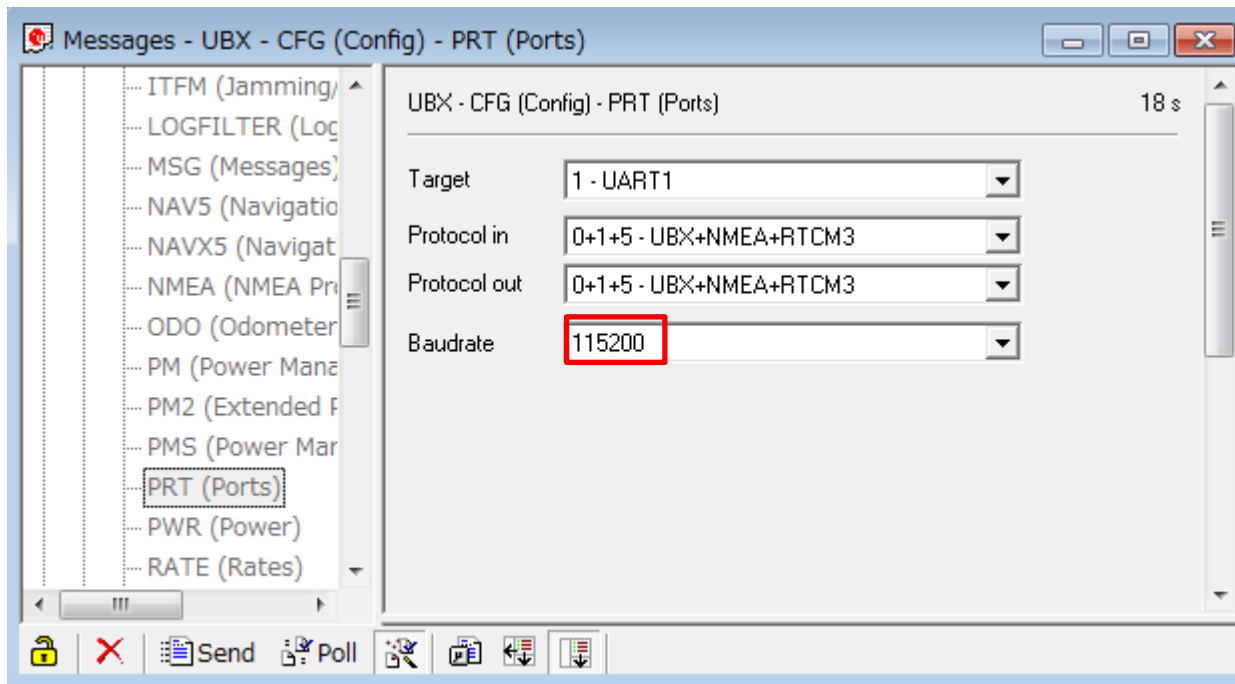 Messages - UBX - CFG (Config) - PRT (Ports)
ITFM (Jamming/
LOGFILTER (Log
MSG (Messages)
NAV5 (Navigatio
NAVX5 (Navigat
NMEA (NMEA Pro
ODO (Odometer
PM (Power Mana
PM2 (Extended P
PMS (Power Mar
PRT (Ports)
PWR (Power)
RATE (Rates)
UBX - CFG (Config) - PRT (Ports) 18 s
Target 1 - UART1
Protocol in 0+1+5 - UBX+NMEA+RTCM3
Protocol out 0+1+5 - UBX+NMEA+RTCM3
Baudrate 115200
Send Poll